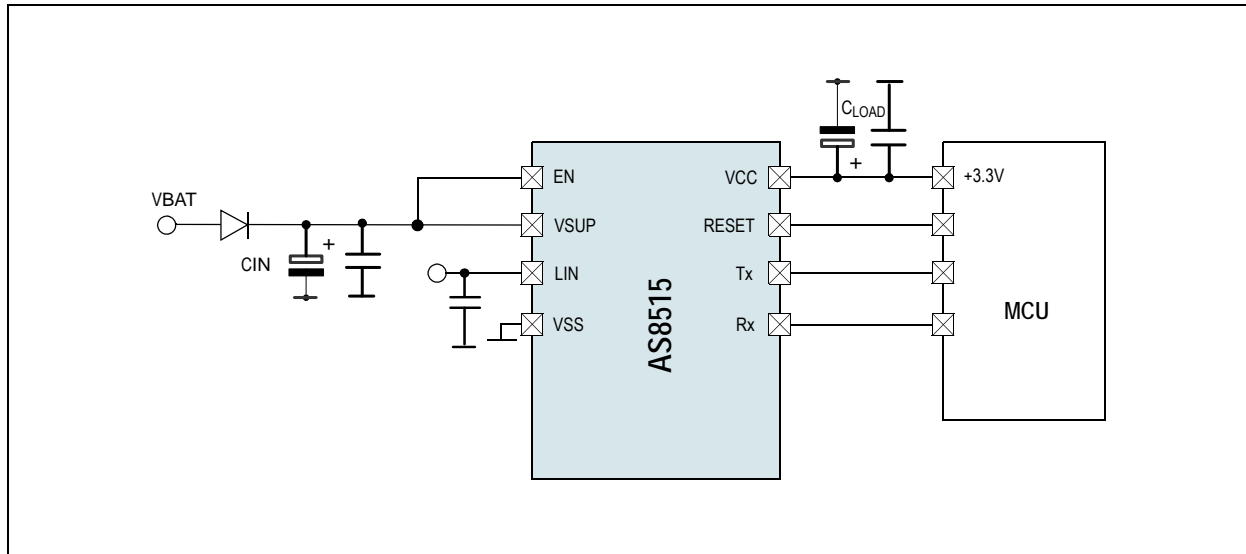 VBAT
CIN
+
EN
VSUP
LIN
VSS
AS8515
VCC
RESET
Tx
Rx
CLOAD
+
+3.3V
MCU